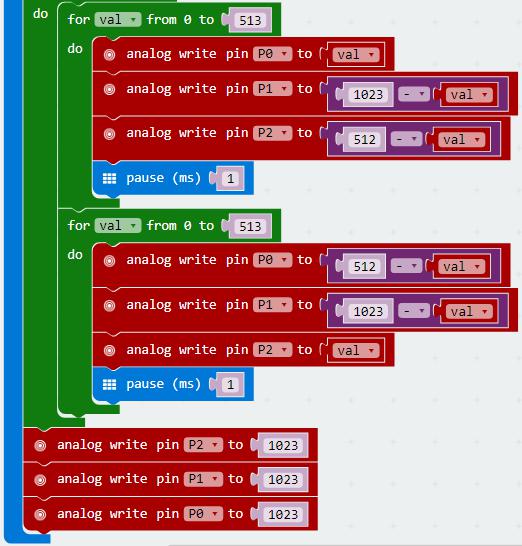 do
for val from 0 to 513
do
analog write pin P0 to val
analog write pin P1 to 1023 - val
analog write pin P2 to 512 - val
pause (ms) 1
for val from 0 to 513
do
analog write pin P0 to 512 - val
analog write pin P1 to 1023 - val
analog write pin P2 to val
pause (ms) 1
analog write pin P2 to 1023
analog write pin P1 to 1023
analog write pin P0 to 1023